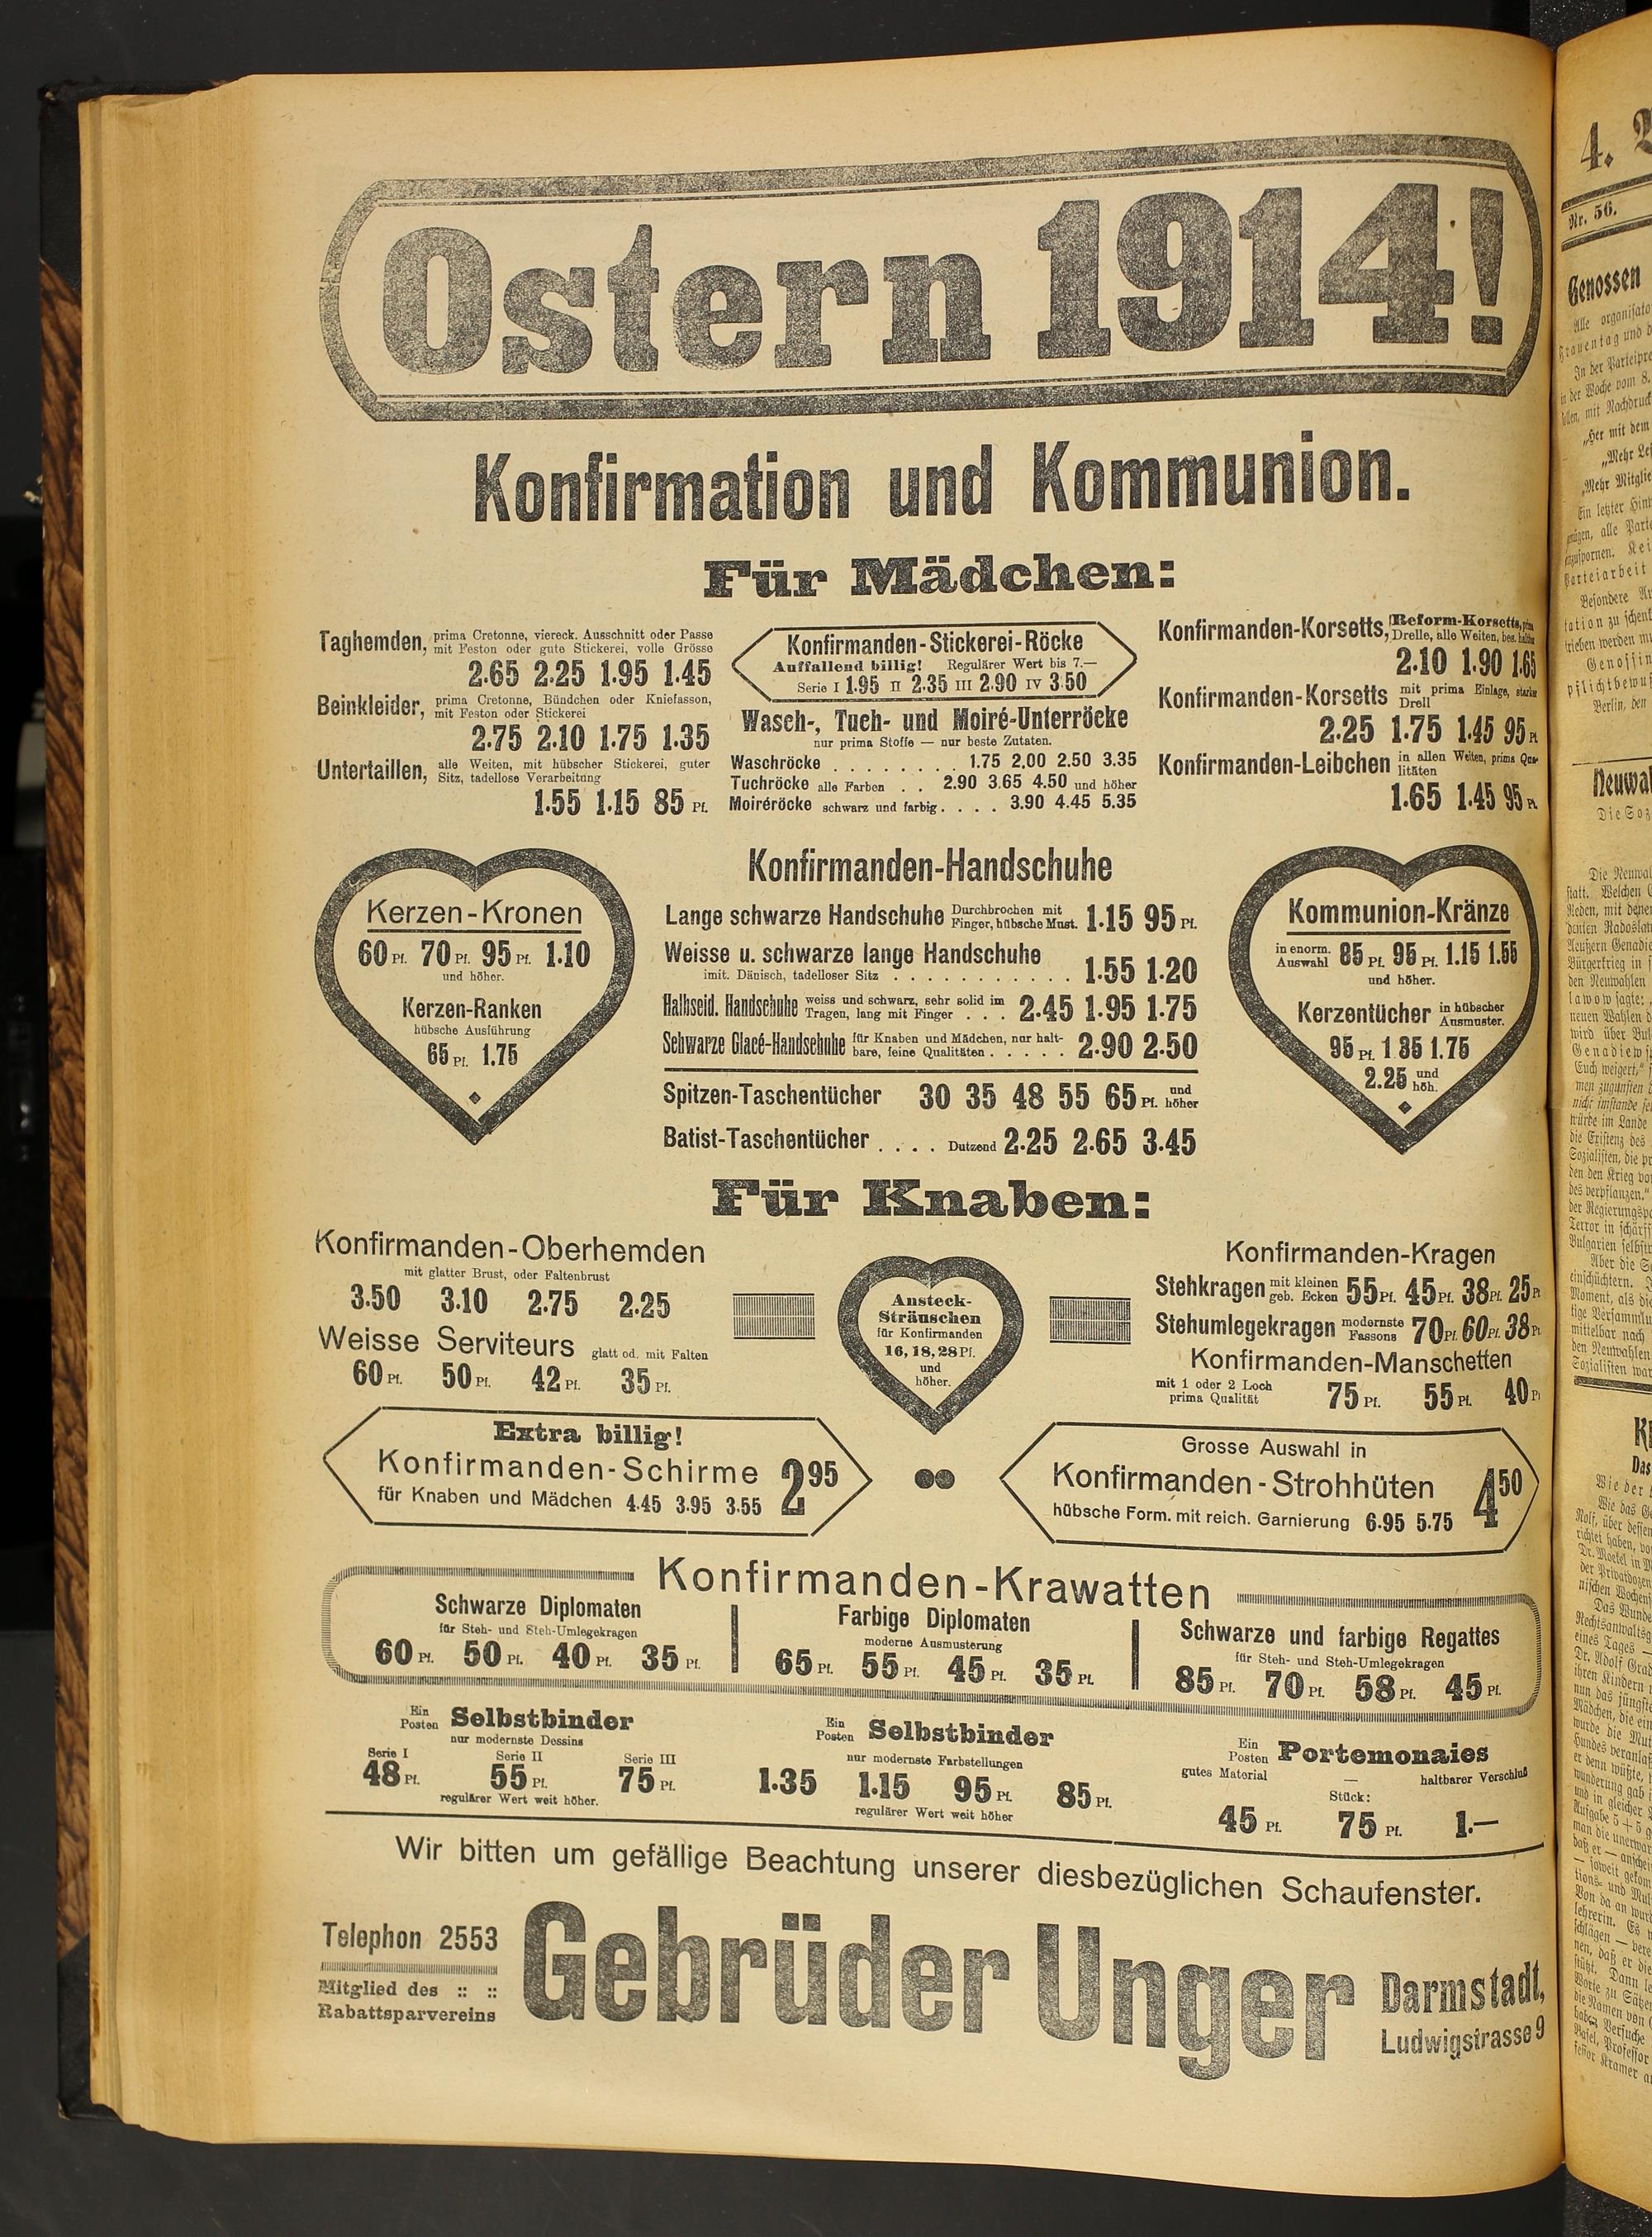 Ostern 1914!
Konfirmation und Kommunion.
Für Mädchen:
Taghemden, prima Cretonne, viereck. Ausschnitt oder Passe
mit Feston oder gute Stickerei, volle Grösse
2.65 2.25 1.95 1.45
Beinkleider, prima Cretonne, Bündchen oder Kniefasson,
mit Feston oder Stickerei
2.75 2.10 1.75 1.35
Untertaillen, alle Weiten, mit hübscher Stickerei, guter
Sitz, tadellose Verarbeitung
1.55 1.15 85 Pf.
Konfirmanden-Stickerei-Röcke
Auffallend billig! Regulärer Wert bis 7.—
Serie I 1.95 II 2.35 III 2.90 IV 3.50
Wasch-, Tuch- und Moiré-Unterröcke
nur prima Stoffe — nur beste Zutaten.
Waschröcke . . . . . . . . 1.75 2.00 2.50 3.35
Tuchröcke alle Farben . . 2.90 3.65 4.50 und höher
Moiréröcke schwarz und farbig . . . . 3.90 4.45 5.35
Konfirmanden-Korsetts, Reform-Korsetts, prima
Drelle, alle Weiten, bes.
2.10 1.90 1.65
Konfirmanden-Korsetts mit prima Einlage, starker
Drell
2.25 1.75 1.45 95 Pf.
Konfirmanden-Leibchen in allen Weiten, prima Qua-
litäten
1.65 1.45 95 Pf.
Kerzen-Kronen
60 Pf. 70 Pf. 95 Pf. 1.10
und höher.
Kerzen-Ranken
hübsche Ausführung
65 Pf. 1.75
Konfirmanden-Handschuhe
Lange schwarze Handschuhe Durchbrochen mit
Finger, hübsche Must. 1.15 95 Pf.
Weisse u. schwarze lange Handschuhe
imit. Dänisch, tadelloser Sitz . . . . . . . . . . . 1.55 1.20
Halbseid. Handschuhe weiss und schwarz, sehr solid im
Tragen, lang mit Finger . . . 2.45 1.95 1.75
Schwarze Glacé-Handschuhe für Knaben und Mädchen, nur halt-
bare, feine Qualitäten . . . . . 2.90 2.50
Spitzen-Taschentücher 30 35 48 55 65 Pf. und
höher
Batist-Taschentücher . . . . Dutzend 2.25 2.65 3.45
Kommunion-Kränze
in enorm.
Auswahl 85 Pf. 95 Pf. 1.15 1.55
und höher.
Kerzentücher in hübscher
Ausmuster.
95 Pf. 1 35 1.75
2.25 und
höh.
Für Knaben:
Konfirmanden-Oberhemden
mit glatter Brust, oder Faltenbrust
3.50 3.10 2.75 2.25
Weisse Serviteurs glatt od. mit Falten
60 Pf. 50 Pf. 42 Pf. 35 Pf.
Ansteck-
Sträuschen
für Konfirmanden
16, 18, 28 Pf.
und
höher.
Konfirmanden-Kragen
Stehkragen mit kleinen
geb. Ecken 55 Pf. 45 Pf. 38 Pf. 25 Pf.
Stehumlegekragen modernste
Fassons 70 Pf. 60 Pf. 38 Pf.
Konfirmanden-Manschetten
mit 1 oder 2 Loch
prima Qualität 75 Pf. 55 Pf. 40 Pf.
Extra billig!
Konfirmanden-Schirme 2 95
für Knaben und Mädchen 4.45 3.95 3.55
Grosse Auswahl in
Konfirmanden-Strohhüten 4 50
hübsche Form. mit reich. Garnierung 6.95 5.75
Konfirmanden-Krawatten
Schwarze Diplomaten
für Steh- und Steh-Umlegekragen
60 Pf. 50 Pf. 40 Pf. 35 Pf.
Farbige Diplomaten
moderne Ausmusterung
65 Pf. 55 Pf. 45 Pf. 35 Pf.
Schwarze und farbige Regattes
für Steh- und Steh-Umlegekragen
85 Pf. 70 Pf. 58 Pf. 45 Pf.
Ein
Posten Selbstbinder
nur modernste Dessins
Serie I Serie II Serie III
48 Pf. 55 Pf. 75 Pf.
regulärer Wert weit höher.
Ein
Posten Selbstbinder
nur modernste Farbstellungen
1.35 1.15 95 Pf. 85 Pf.
regulärer Wert weit höher
Ein
Posten Portemonaies
gutes Material — haltbarer Verschluß
Stück:
45 Pf. 75 Pf. 1.—
Wir bitten um gefällige Beachtung unserer diesbezüglichen Schaufenster.
Telephon 2553
Mitglied des :: ::
Rabattsparvereins
Gebrüder Unger
Darmstadt,
Ludwigstrasse 9
4.
Nr. 56.
Genossen